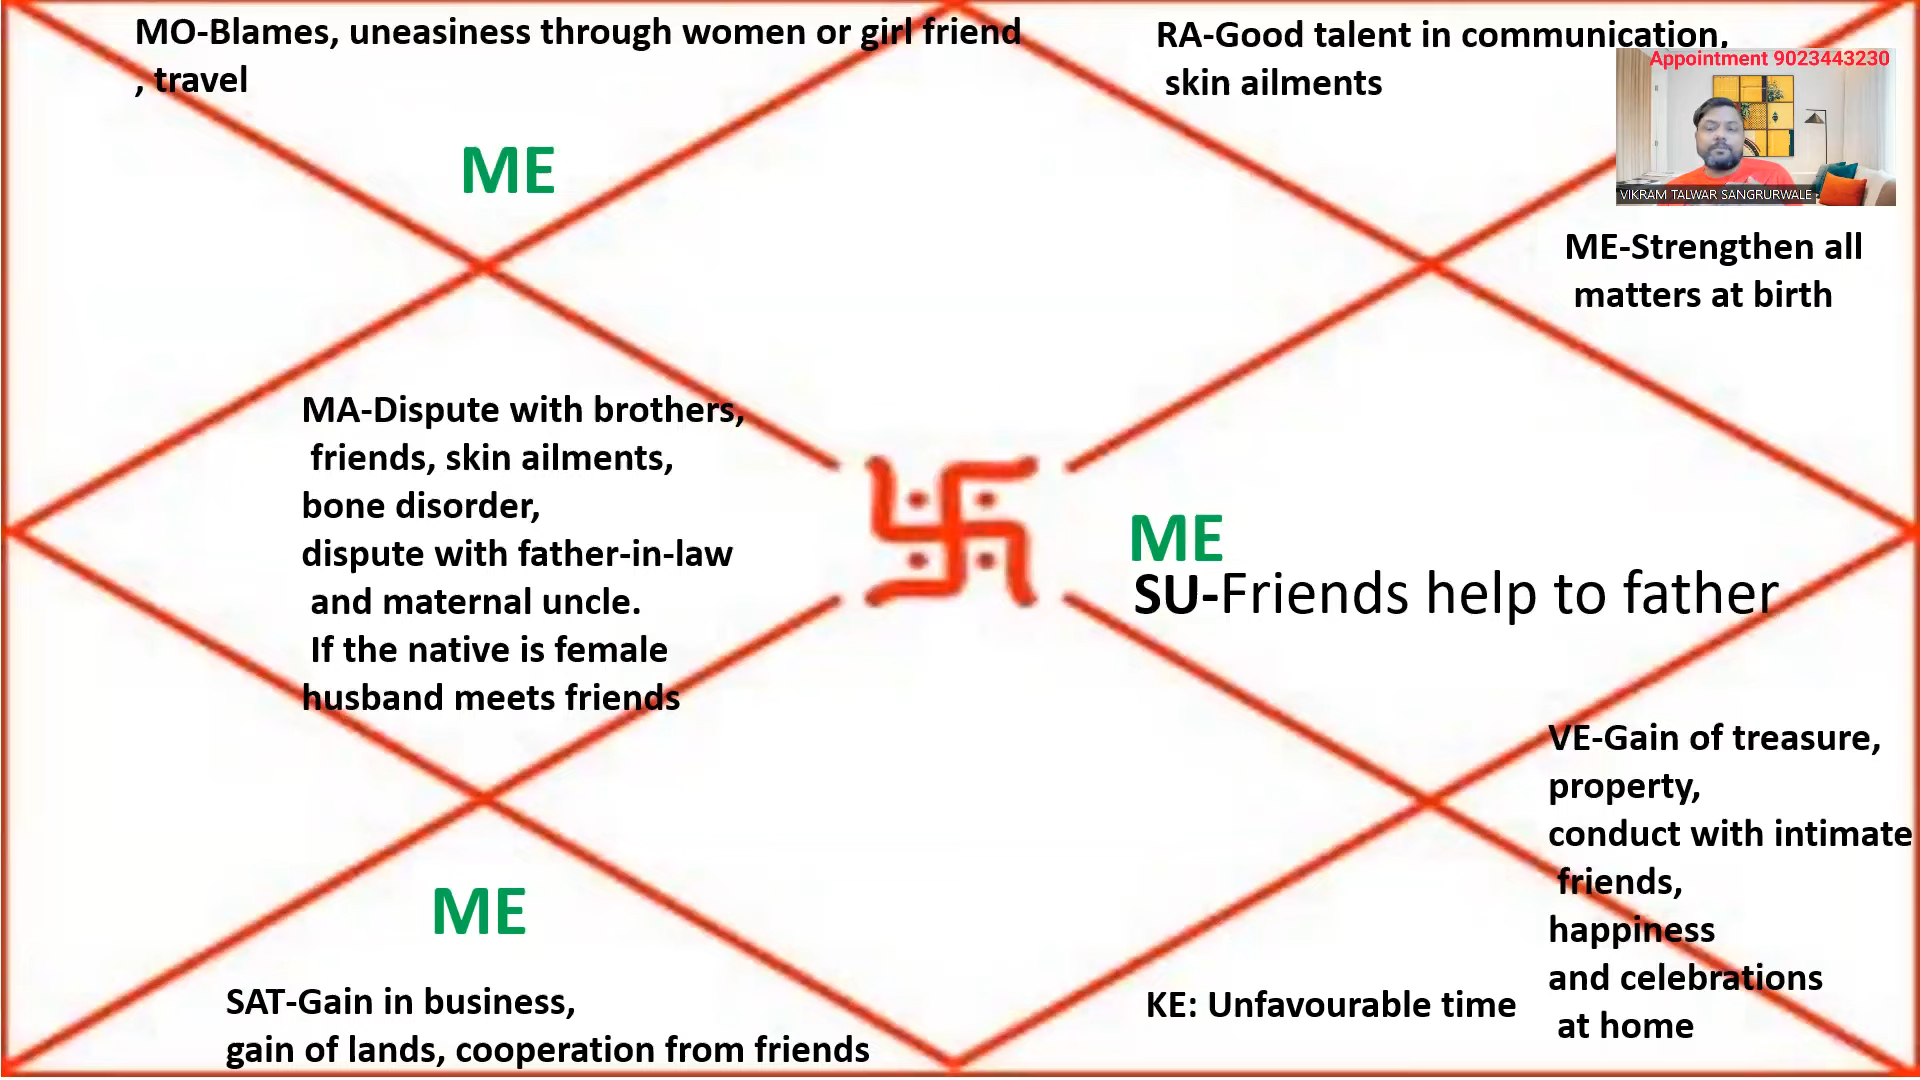 MO-Blames, uneasiness through women or girl friend
, travel
RA-Good talent in communication,
skin ailments
Appointment 9023443230
VIKRAM TALWAR SANGRURWALE
ME
ME-Strengthen all
matters at birth
MA-Dispute with brothers,
friends, skin ailments,
bone disorder,
dispute with father-in-law
and maternal uncle.
If the native is female
husband meets friends
ME
SU-Friends help to father
VE-Gain of treasure,
property,
conduct with intimate
friends,
happiness
and celebrations
at home
ME
SAT-Gain in business,
gain of lands, cooperation from friends
KE: Unfavourable time